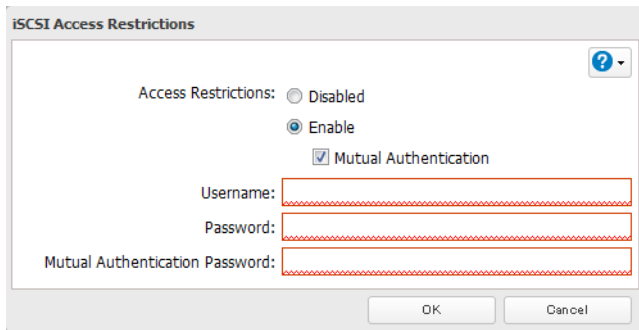 iSCSI Access Restrictions
?
Access Restrictions: Disabled
Enable
Mutual Authentication
Username:
Password:
Mutual Authentication Password:
OK Cancel